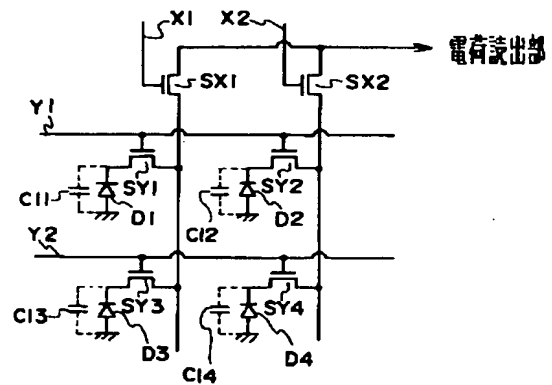 X1
X2
電荷読出部
SX1
SX2
Y1
SY1
SY2
C11
D1
C12
D2
Y2
SY3
SY4
C13
D3
C14
D4